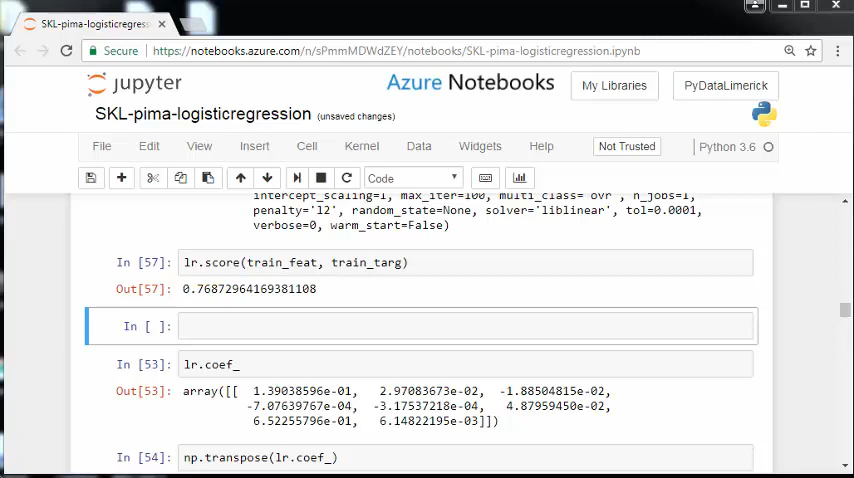 SKL-pima-logisticregress
Secure https://notebooks.azure.com/n/sPmmMDWdZEY/notebooks/SKL-pima-logisticregression.ipynb
jupyter
Azure Notebooks
My Libraries
PyDataLimerick
SKL-pima-logisticregression (unsaved changes)
File Edit View Insert Cell Kernel Data Widgets Help Not Trusted Python 3.6
Code
intercept_scaling=1, max_iter=100, multi_class='ovr', n_jobs=1,
penalty='l2', random_state=None, solver='liblinear', tol=0.0001,
verbose=0, warm_start=False)
In [57]: lr.score(train_feat, train_targ)
Out[57]: 0.76872964169381108
In [ ]:
In [53]: lr.coef_
Out[53]: array([[ 1.39038596e-01, 2.97083673e-02, -1.88504815e-02,
-7.07639767e-04, -3.17537218e-04, 4.87959450e-02,
6.52255796e-01, 6.14822195e-03]])
In [54]: np.transpose(lr.coef_)